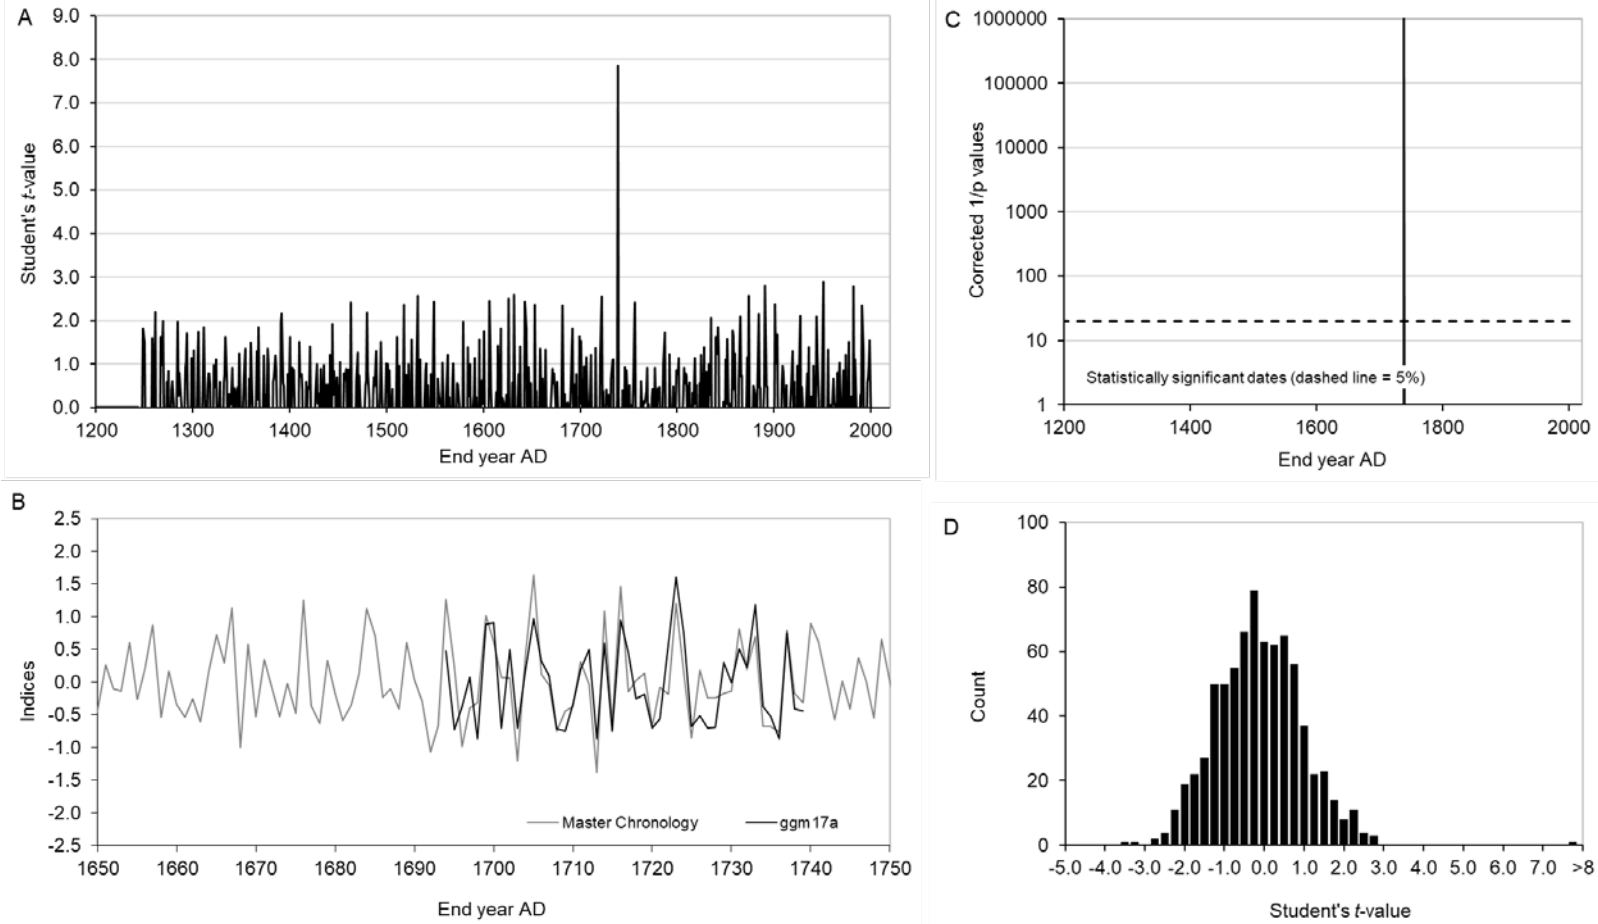 A
9.0
8.0
7.0
6.0
5.0
4.0
3.0
2.0
1.0
0.0
Student's t-value
1200 1300 1400 1500 1600 1700 1800 1900 2000
End year AD
C
1000000
100000
10000
1000
100
10
1
Corrected 1/p values
Statistically significant dates (dashed line = 5%)
1200 1400 1600 1800 2000
End year AD
B
2.5
2.0
1.5
1.0
0.5
0.0
-0.5
-1.0
-1.5
-2.0
-2.5
Indices
Master Chronology ggm17a
1650 1660 1670 1680 1690 1700 1710 1720 1730 1740 1750
End year AD
D
100
80
60
40
20
0
Count
-5.0 -4.0 -3.0 -2.0 -1.0 0.0 1.0 2.0 3.0 4.0 5.0 6.0 7.0 >8
Student's t-value